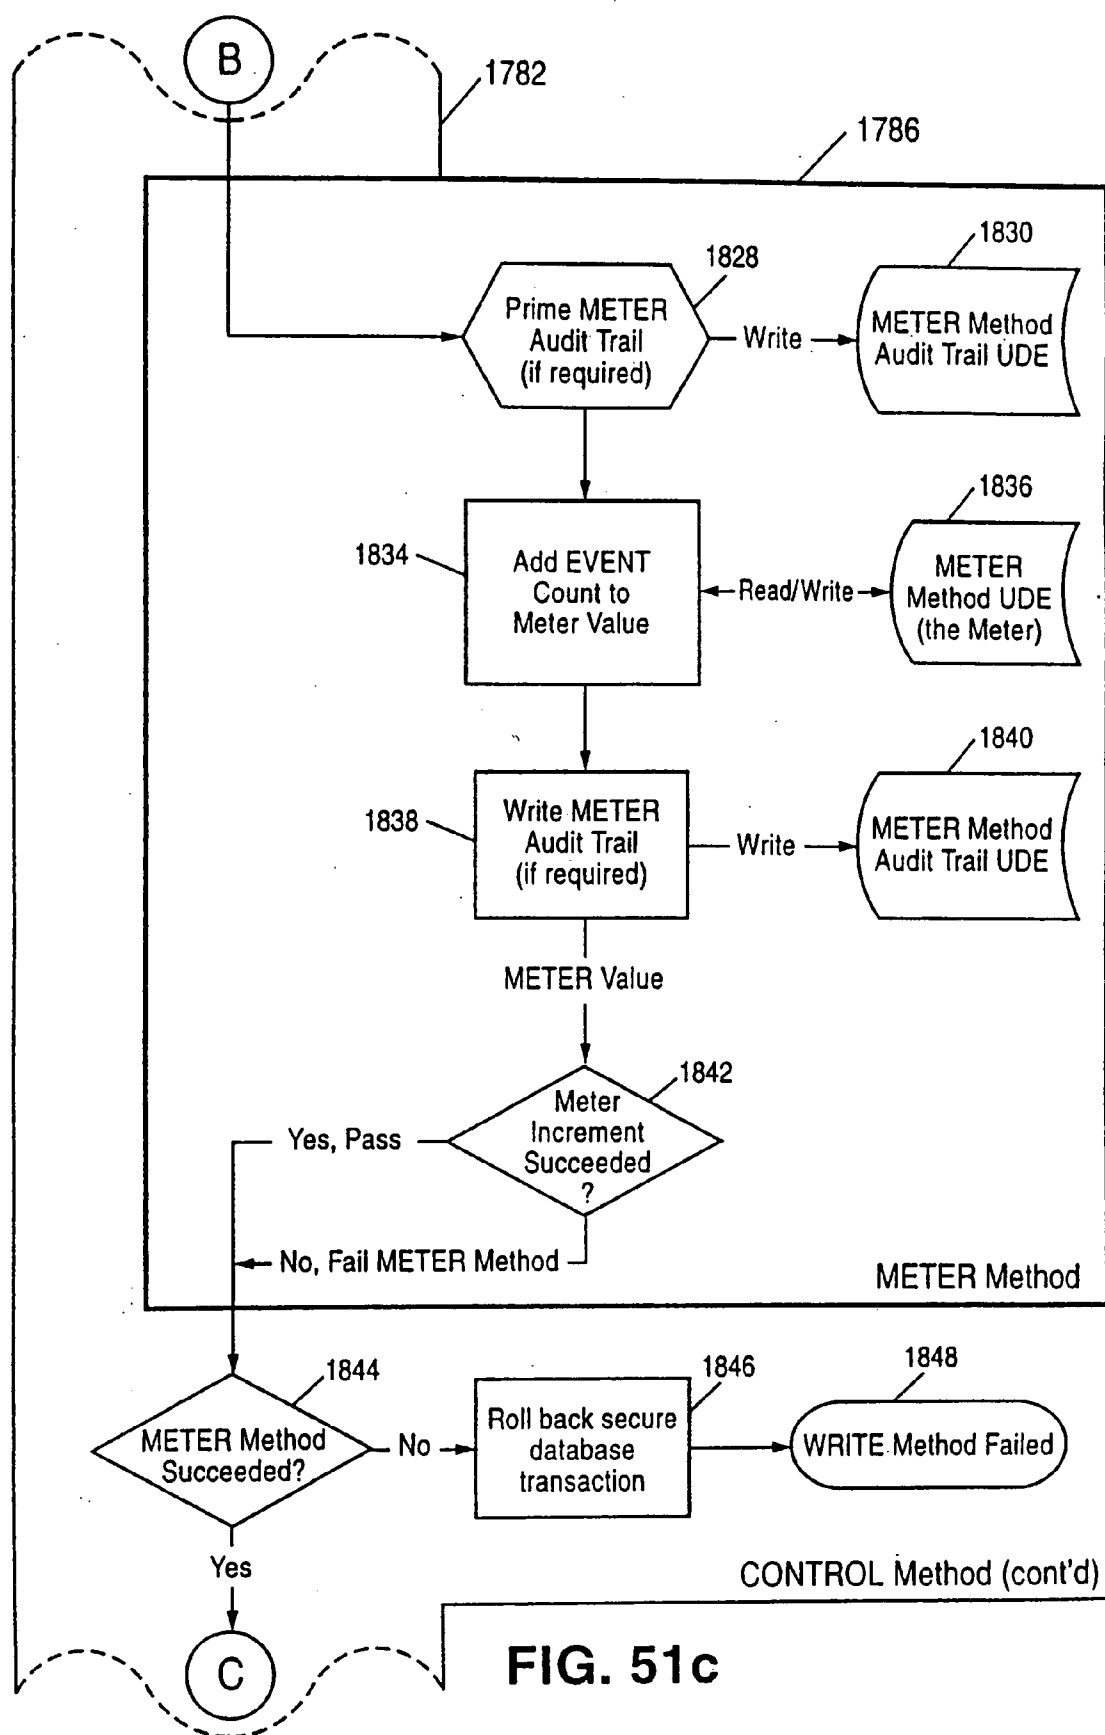 B
1782
1786
1828
1830
Prime METER
Audit Trail
(if required)
Write
METER Method
Audit Trail UDE
1834
Add EVENT
Count to
Meter Value
Read/Write
1836
METER
Method UDE
(the Meter)
1838
Write METER
Audit Trail
(if required)
Write
1840
METER Method
Audit Trail UDE
METER Value
1842
Meter
Increment
Succeeded
?
Yes, Pass
No, Fail METER Method
METER Method
1844
METER Method
Succeeded?
No
1846
Roll back secure
database
transaction
1848
WRITE Method Failed
Yes
CONTROL Method (cont'd)
C
FIG. 51c